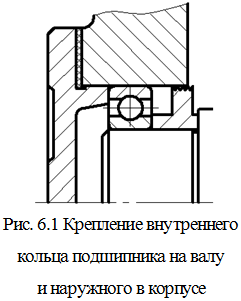 Рис. 6.1 Крепление внутреннего
кольца подшипника на валу
и наружного в корпусе